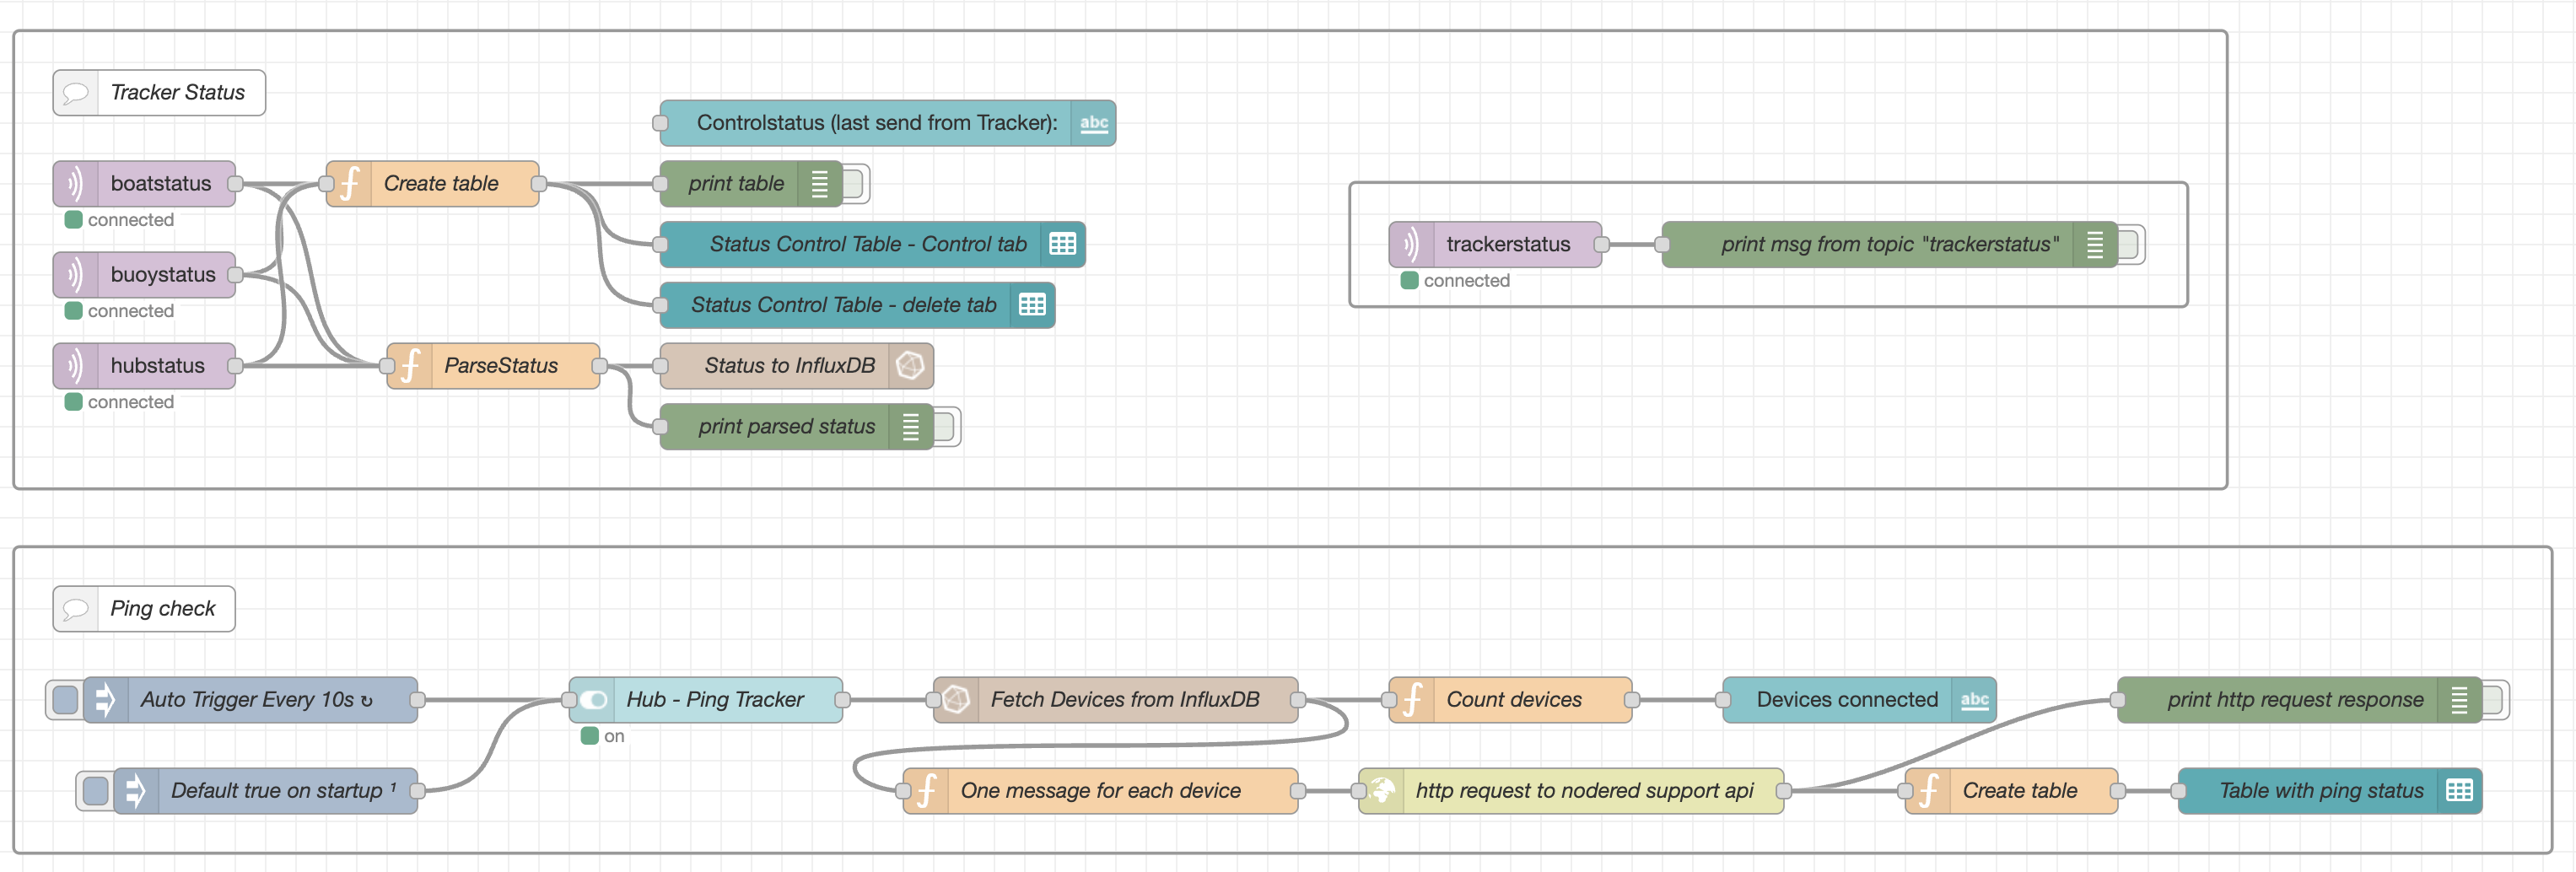 Tracker Status
Controlstatus (last send from Tracker):
abc
boatstatus
connected
Create table
print table
buoystatus
connected
Status Control Table - Control tab
trackerstatus
connected
print msg from topic "trackerstatus"
Status Control Table - delete tab
hubstatus
connected
ParseStatus
Status to InfluxDB
print parsed status
Ping check
Auto Trigger Every 10s ↻
Hub - Ping Tracker
on
Fetch Devices from InfluxDB
Count devices
Devices connected
abc
print http request response
Default true on startup ¹
One message for each device
http request to nodered support api
Create table
Table with ping status